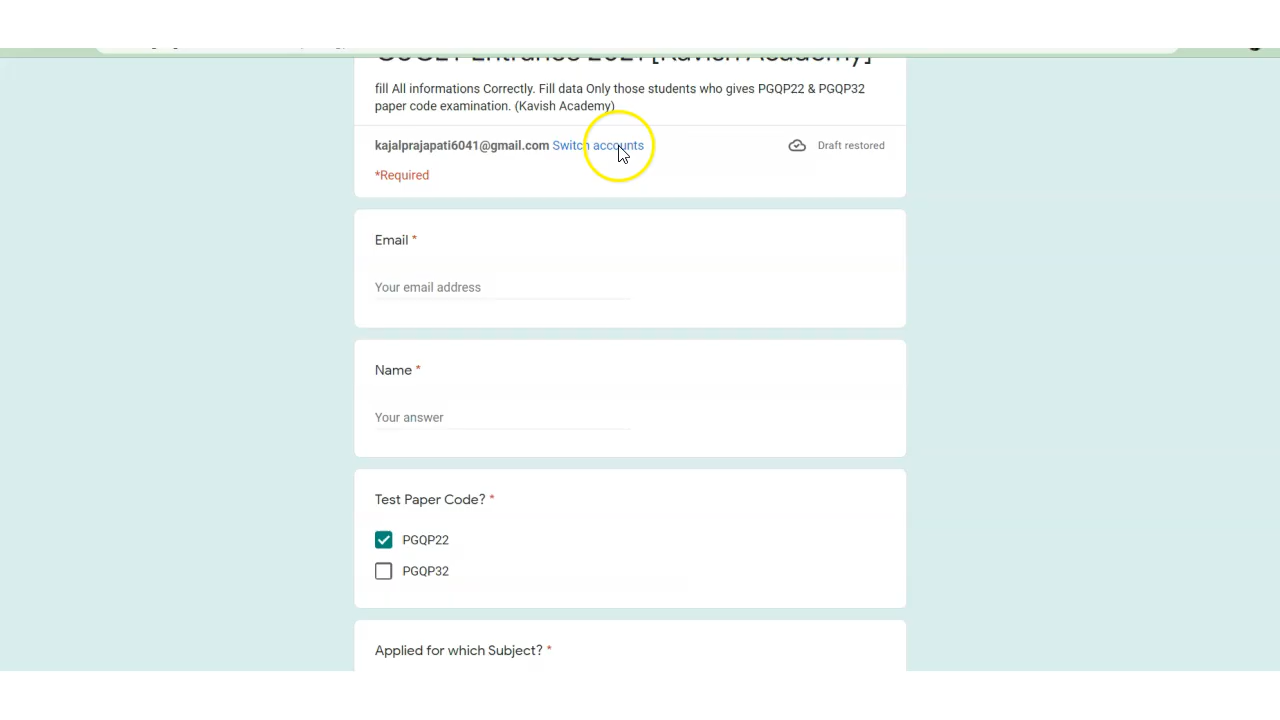 [Kavish Academy]
fill All informations Correctly. Fill data Only those students who gives PGQP22 & PGQP32
paper code examination. (Kavish Academy)
kajalprajapati6041@gmail.com Switch accounts
Draft restored
*Required
Email *
Your email address
Name *
Your answer
Test Paper Code? *
PGQP22
PGQP32
Applied for which Subject? *